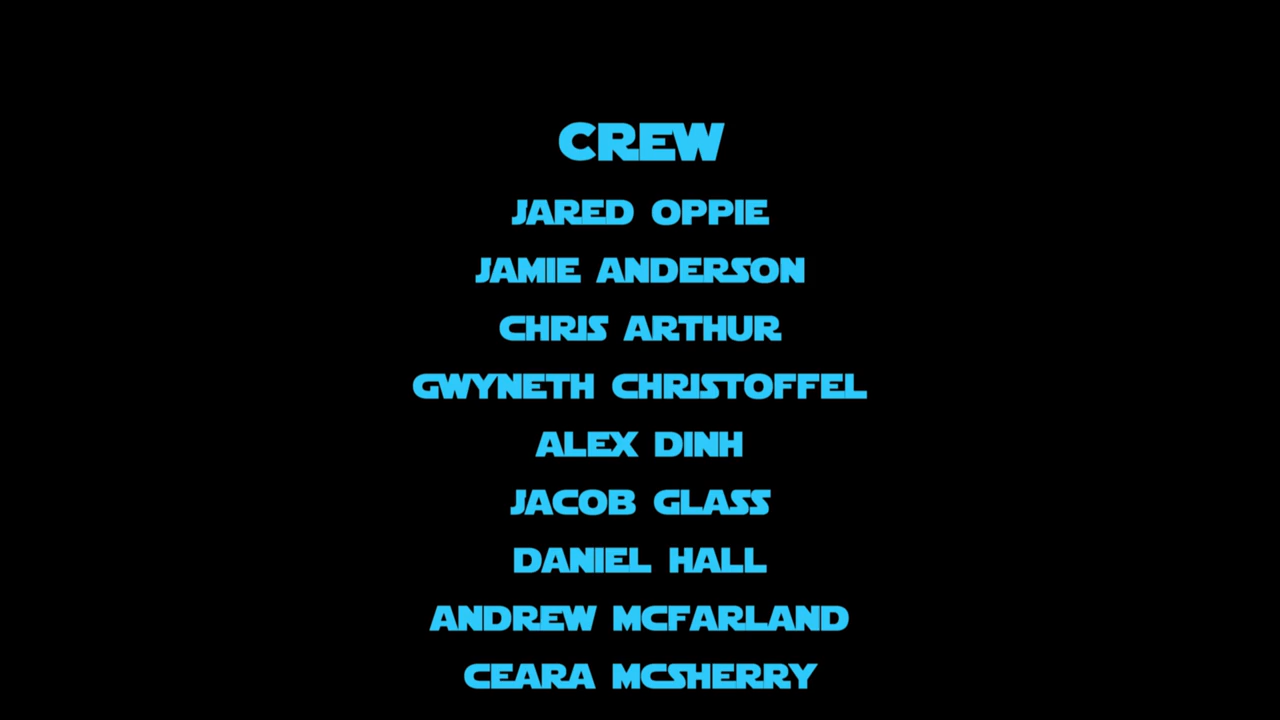 CREW
JARED OPPIE
JAMIE ANDERSON
CHRIS ARTHUR
GWYNETH CHRISTOFFEL
ALEX DINH
JACOB GLASS
DANIEL HALL
ANDREW MCFARLAND
CEARA MCSHERRY